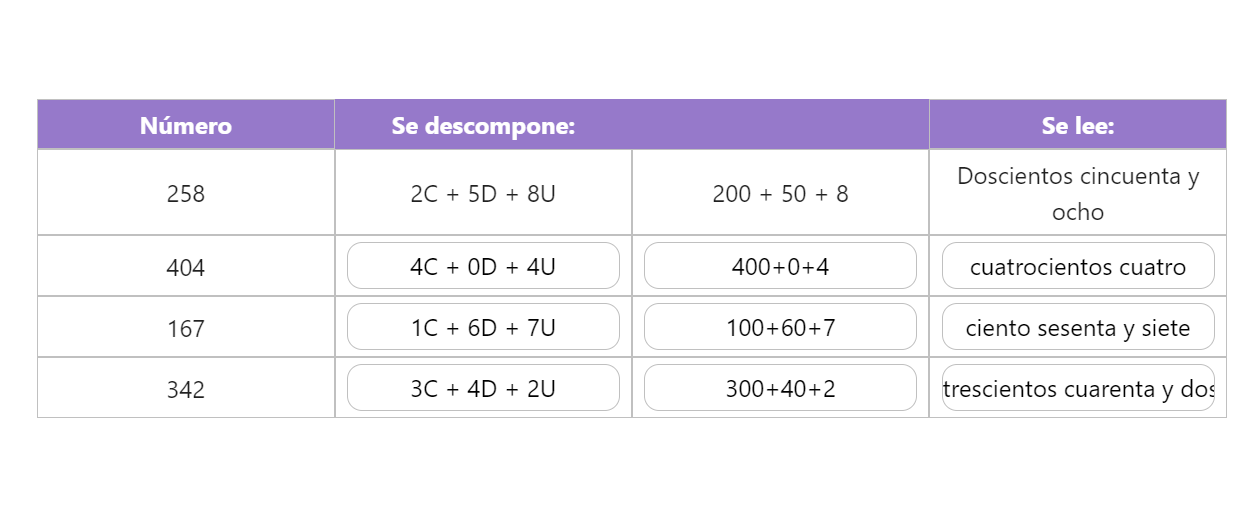 Número Se descompone: Se lee:
258 2C + 5D + 8U 200 + 50 + 8 Doscientos cincuenta y
ocho
404 4C + 0D + 4U 400+0+4 cuatrocientos cuatro
167 1C + 6D + 7U 100+60+7 ciento sesenta y siete
342 3C + 4D + 2U 300+40+2 trescientos cuarenta y dos